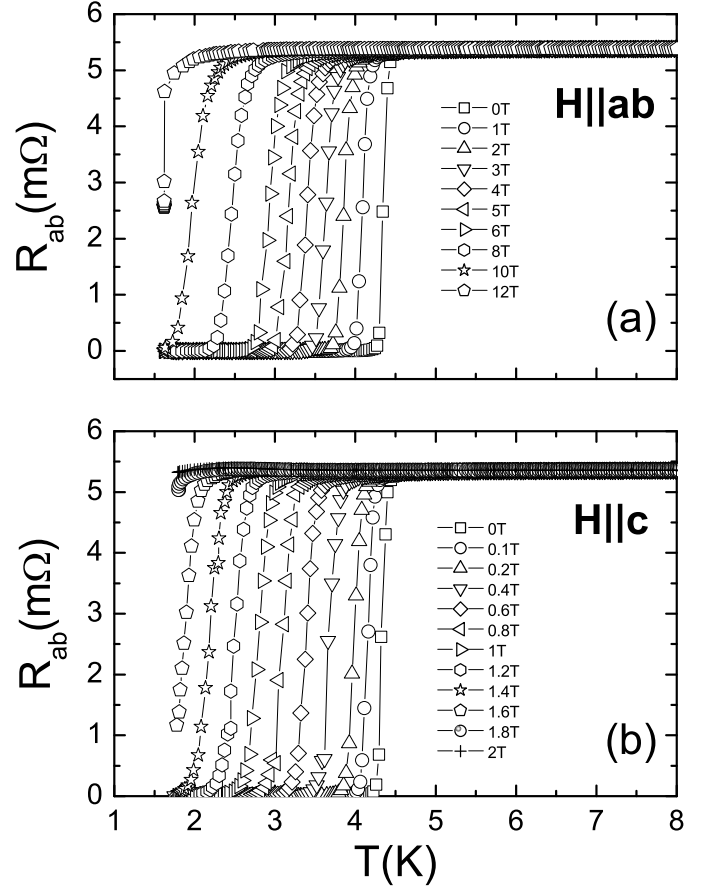 6
5
4
3
2
1
0
R_ab(mΩ)
H||ab
0T
1T
2T
3T
4T
5T
6T
8T
10T
12T
(a)
6
5
4
3
2
1
0
R_ab(mΩ)
H||c
0T
0.1T
0.2T
0.4T
0.6T
0.8T
1T
1.2T
1.4T
1.6T
1.8T
2T
(b)
1 2 3 4 5 6 7 8
T(K)